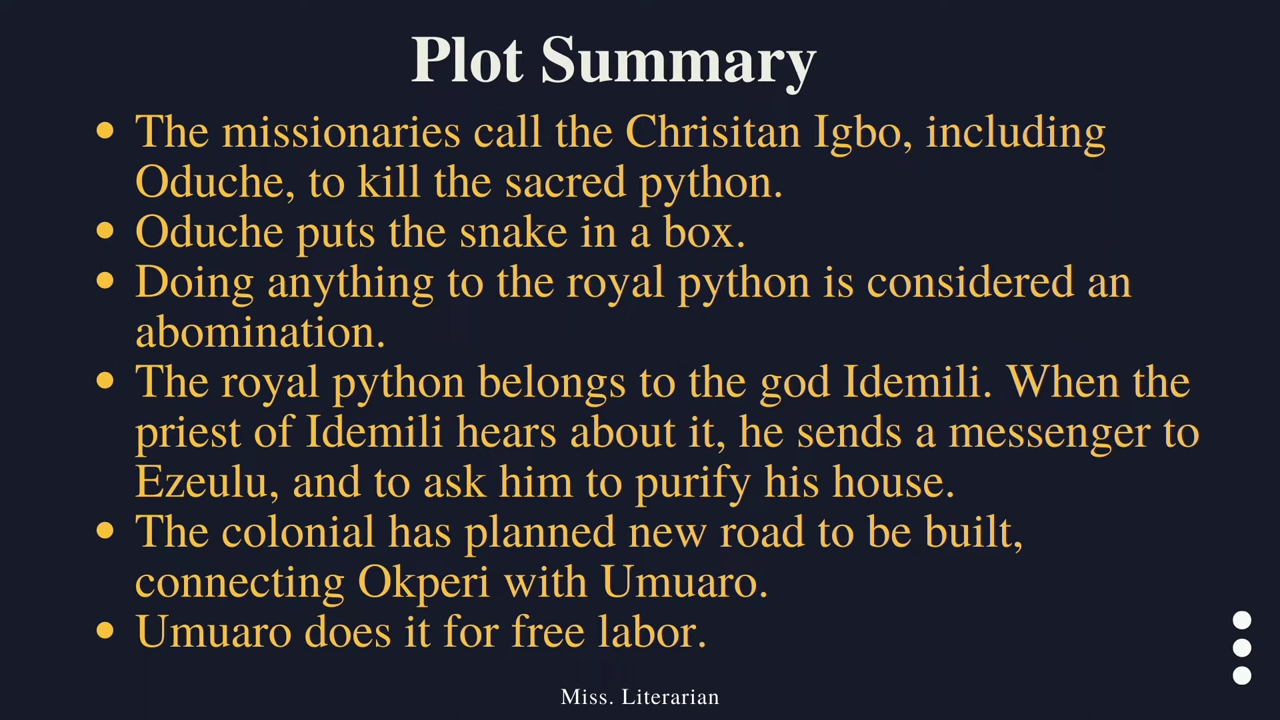 Plot Summary
• The missionaries call the Chrisitan Igbo, including
Oduche, to kill the sacred python.
• Oduche puts the snake in a box.
• Doing anything to the royal python is considered an
abomination.
• The royal python belongs to the god Idemili. When the
priest of Idemili hears about it, he sends a messenger to
Ezeulu, and to ask him to purify his house.
• The colonial has planned new road to be built,
connecting Okperi with Umuaro.
• Umuaro does it for free labor.
Miss. Literarian